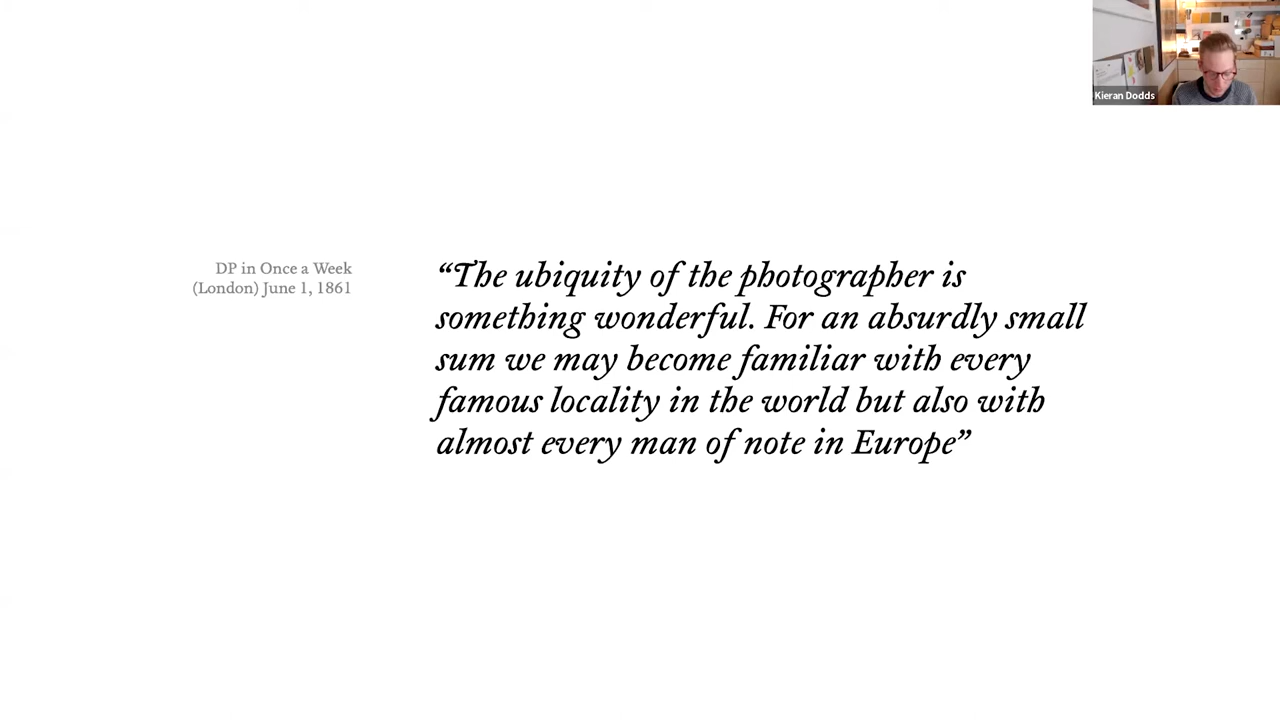 Kieran Dodds
DP in Once a Week
(London) June 1, 1861
“The ubiquity of the photographer is
something wonderful. For an absurdly small
sum we may become familiar with every
famous locality in the world but also with
almost every man of note in Europe”